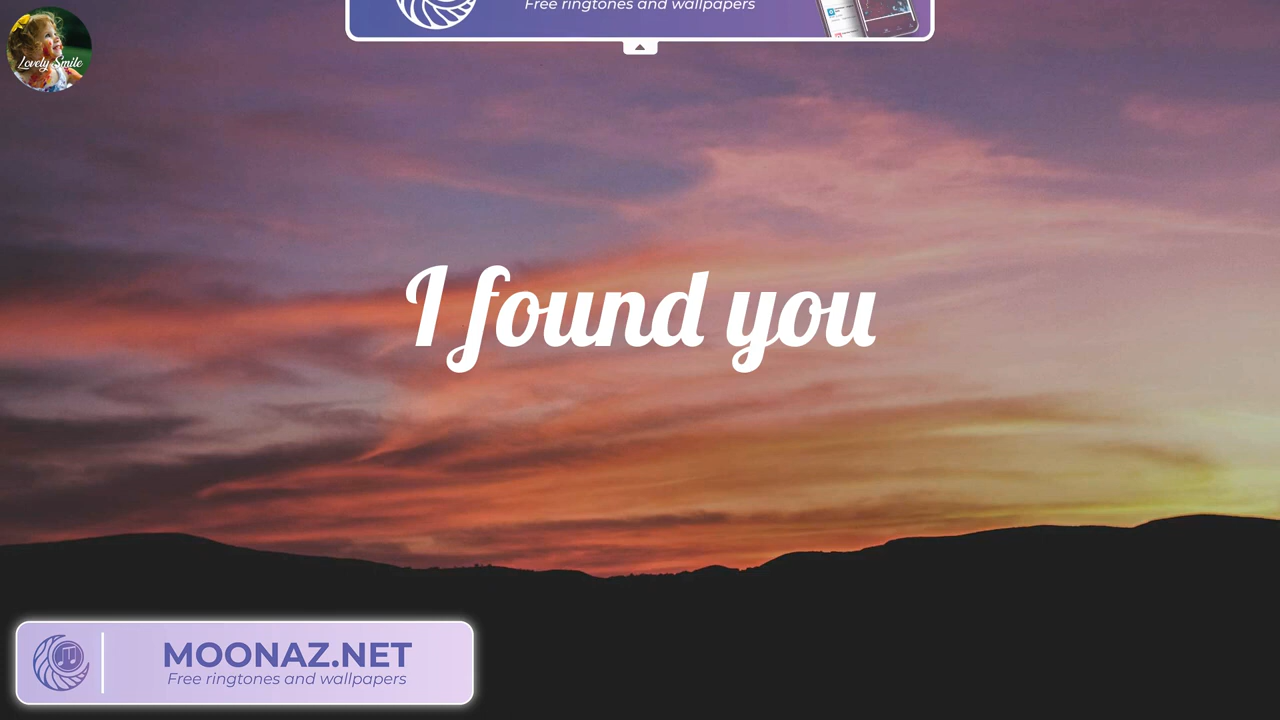 Free ringtones and wallpapers
Lovely Smile
I found you
MOONAZ.NET
Free ringtones and wallpapers